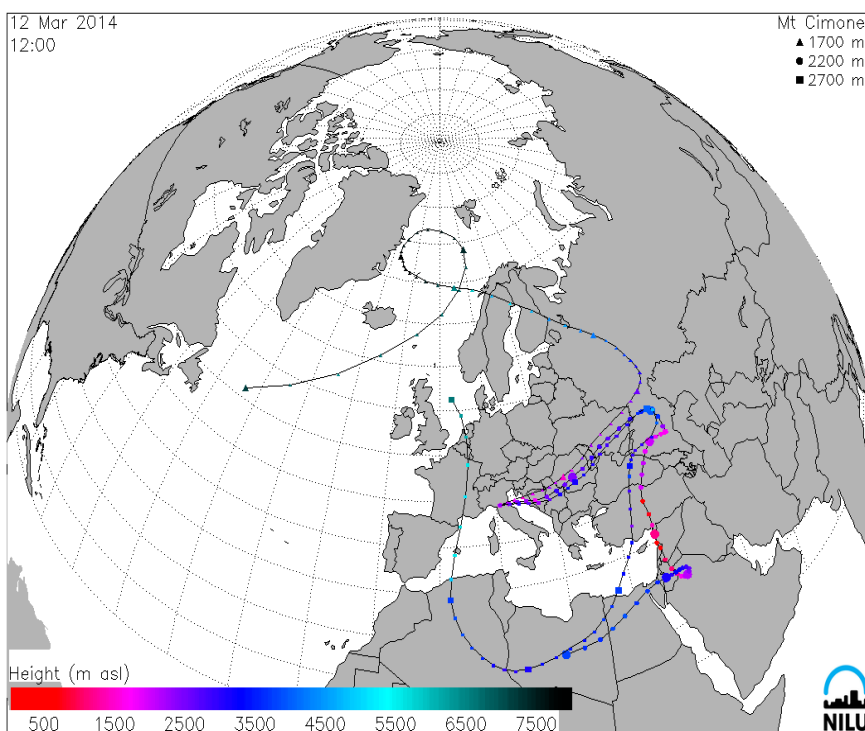 12 Mar 2014
12:00
Mt Cimone
▲ 1700 m
● 2200 m
■ 2700 m
Height (m asl)
500 1500 2500 3500 4500 5500 6500 7500
NILU